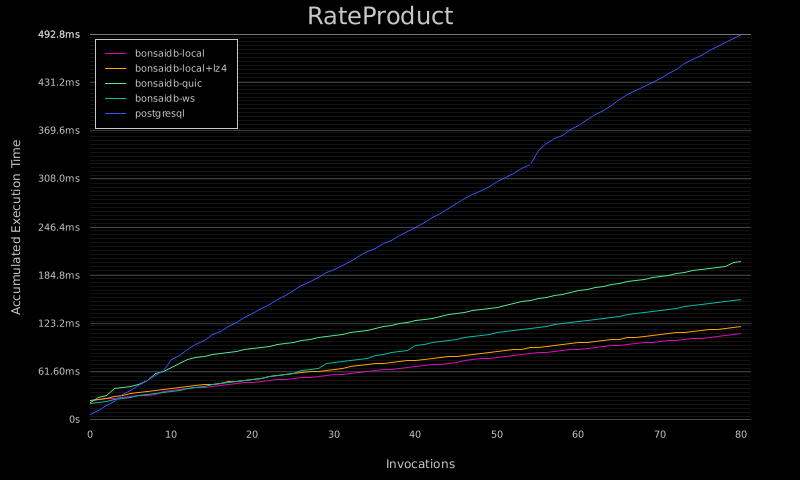 RateProduct
492.8ms
431.2ms
369.6ms
308.0ms
246.4ms
184.8ms
123.2ms
61.60ms
0s
Accumulated Execution Time
bonsaidb-local
bonsaidb-local+lz4
bonsaidb-quic
bonsaidb-ws
postgresql
0 10 20 30 40 50 60 70 80
Invocations